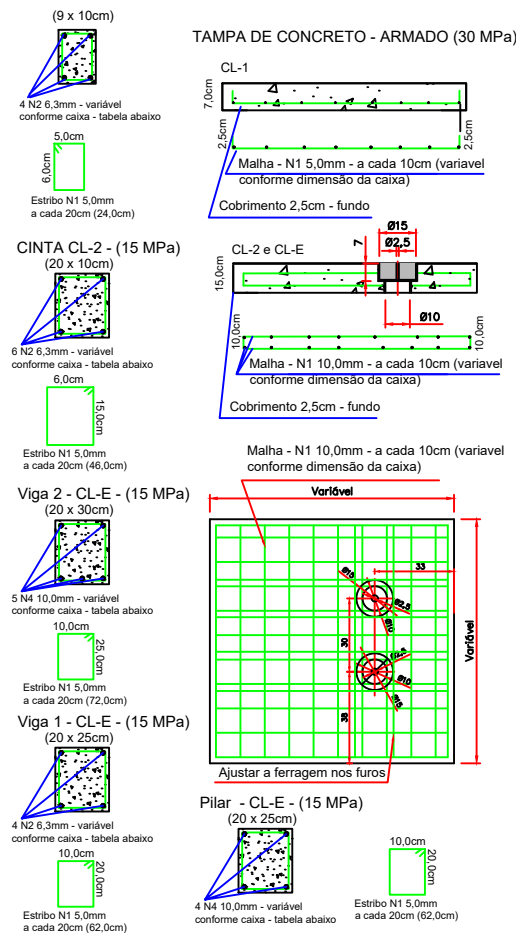 (9 x 10cm)
4 N2 6,3mm - variável
conforme caixa - tabela abaixo
5,0cm
6,0cm
Estribo N1 5,0mm
a cada 20cm (24,0cm)
CINTA CL-2 - (15 MPa)
(20 x 10cm)
6 N2 6,3mm - variável
conforme caixa - tabela abaixo
6,0cm
15,0cm
Estribo N1 5,0mm
a cada 20cm (46,0cm)
Viga 2 - CL-E - (15 MPa)
(20 x 30cm)
5 N4 10,0mm - variável
conforme caixa - tabela abaixo
10,0cm
25,0cm
Estribo N1 5,0mm
a cada 20cm (72,0cm)
Viga 1 - CL-E - (15 MPa)
(20 x 25cm)
4 N2 6,3mm - variável
conforme caixa - tabela abaixo
10,0cm
20,0cm
Estribo N1 5,0mm
a cada 20cm (62,0cm)
TAMPA DE CONCRETO - ARMADO (30 MPa)
CL-1
7,0cm
2,5cm
2,5cm
Malha - N1 5,0mm - a cada 10cm (variavel
conforme dimensão da caixa)
Cobrimento 2,5cm - fundo
Ø15
Ø2,5
7
CL-2 e CL-E
15,0cm
Ø10
10,0cm
10,0cm
Malha - N1 10,0mm - a cada 10cm (variavel
conforme dimensão da caixa)
Cobrimento 2,5cm - fundo
Malha - N1 10,0mm - a cada 10cm (variavel
conforme dimensão da caixa)
Variável
33
Ø15
Ø2,5
Ø10
30
Variável
Ø10
Ø15
38
Ajustar a ferragem nos furos
Pilar - CL-E - (15 MPa)
(20 x 25cm)
4 N4 10,0mm - variável
conforme caixa - tabela abaixo
10,0cm
20,0cm
Estribo N1 5,0mm
a cada 20cm (62,0cm)